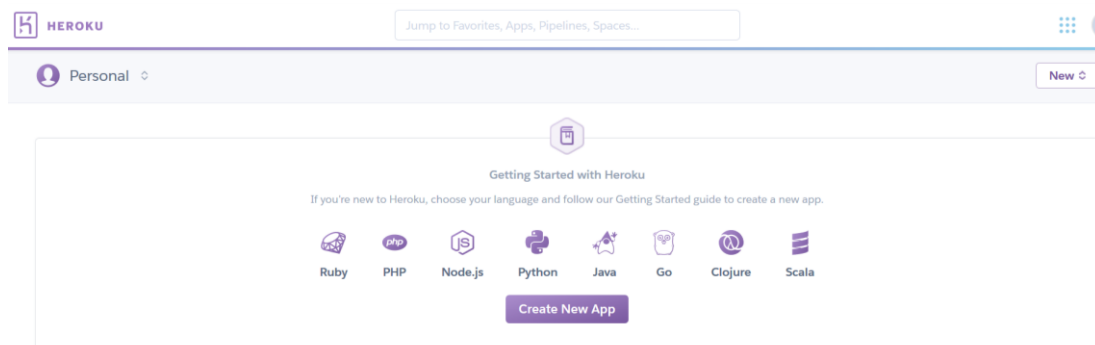 HEROKU
Jump to Favorites, Apps, Pipelines, Spaces...
Personal
New
Getting Started with Heroku
If you're new to Heroku, choose your language and follow our Getting Started guide to create a new app.
php
JS
Ruby PHP Node.js Python Java Go Clojure Scala
Create New App